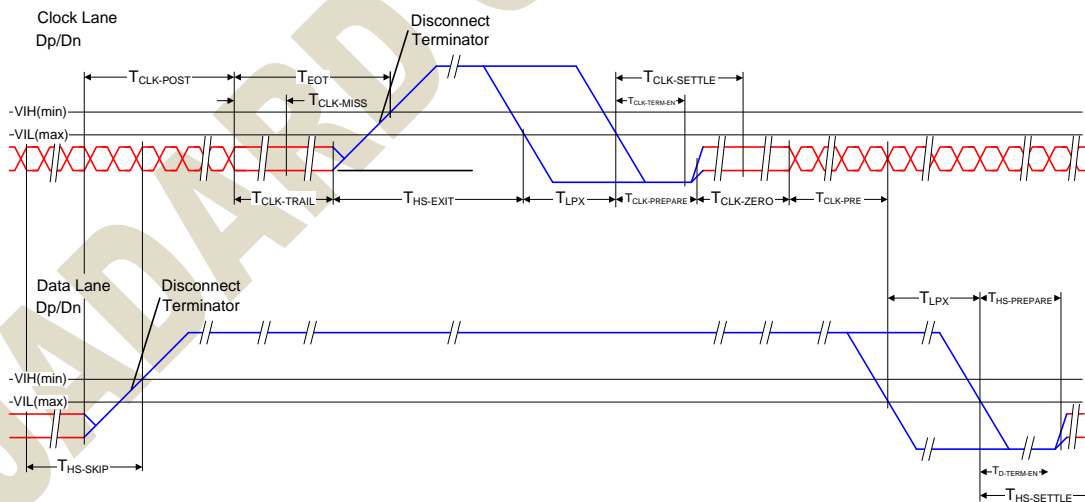 Clock Lane
Dp/Dn
Disconnect
Terminator
TCLK-POST
TEOT
TCLK-SETTLE
TCLK-MISS
TCLK-TERM-EN
VIH(min)
VIL(max)
TCLK-TRAIL
THS-EXIT
TLPX
TCLK-PREPARE
TCLK-ZERO
TCLK-PRE
Data Lane
Dp/Dn
Disconnect
Terminator
TLPX
THS-PREPARE
VIH(min)
VIL(max)
THS-SKIP
TD-TERM-EN
THS-SETTLE